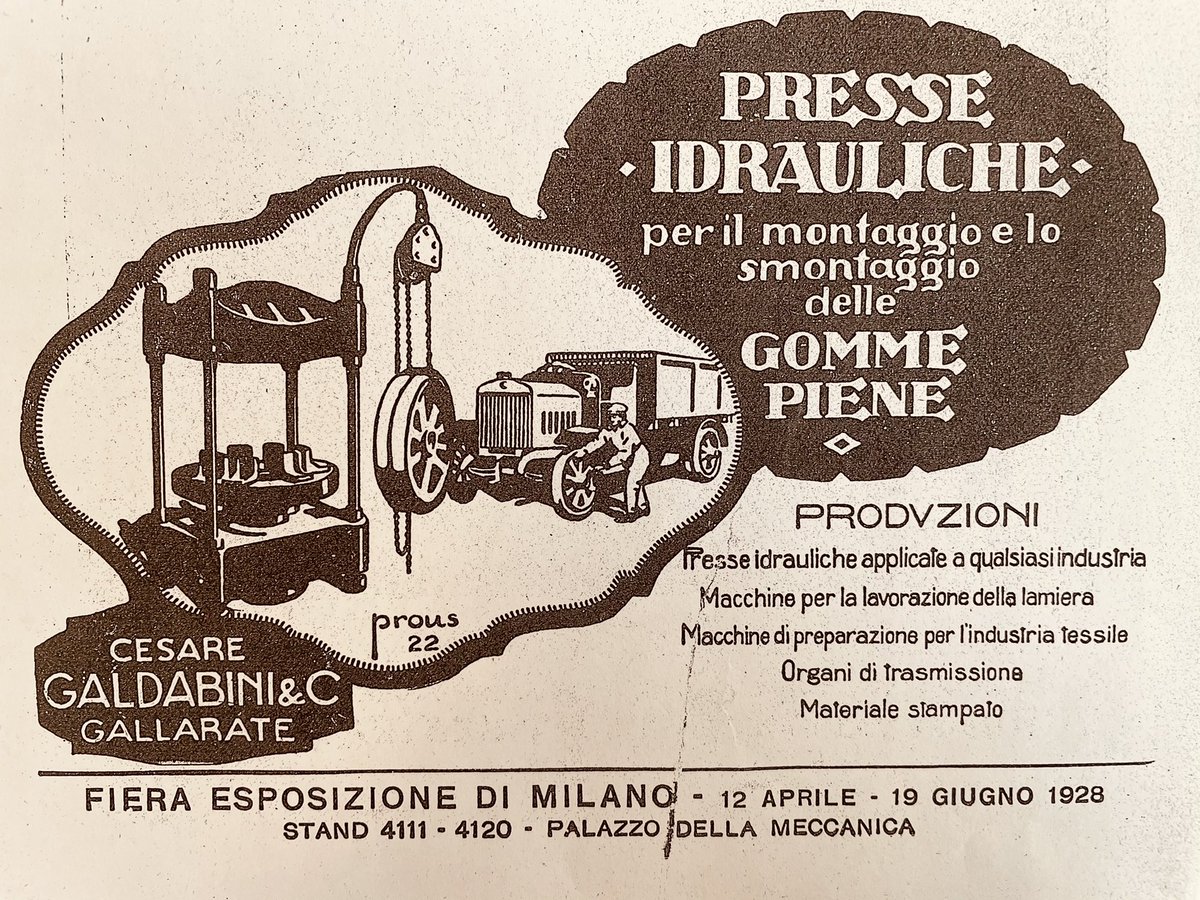 PRESSE
IDRAULICHE
per il montaggio e lo
smontaggio
delle
GOMME
PIENE
prous
22
CESARE
GALDABINI & C
GALLARATE
PRODVZIONI
Presse idrauliche applicate a qualsiasi industria
Macchine per la lavorazione della lamiera
Macchine di preparazione per l'industria tessile
Organi di trasmissione
Materiale stampato
FIERA ESPOSIZIONE DI MILANO - 12 APRILE - 19 GIUGNO 1928
STAND 4111 - 4120 - PALAZZO DELLA MECCANICA